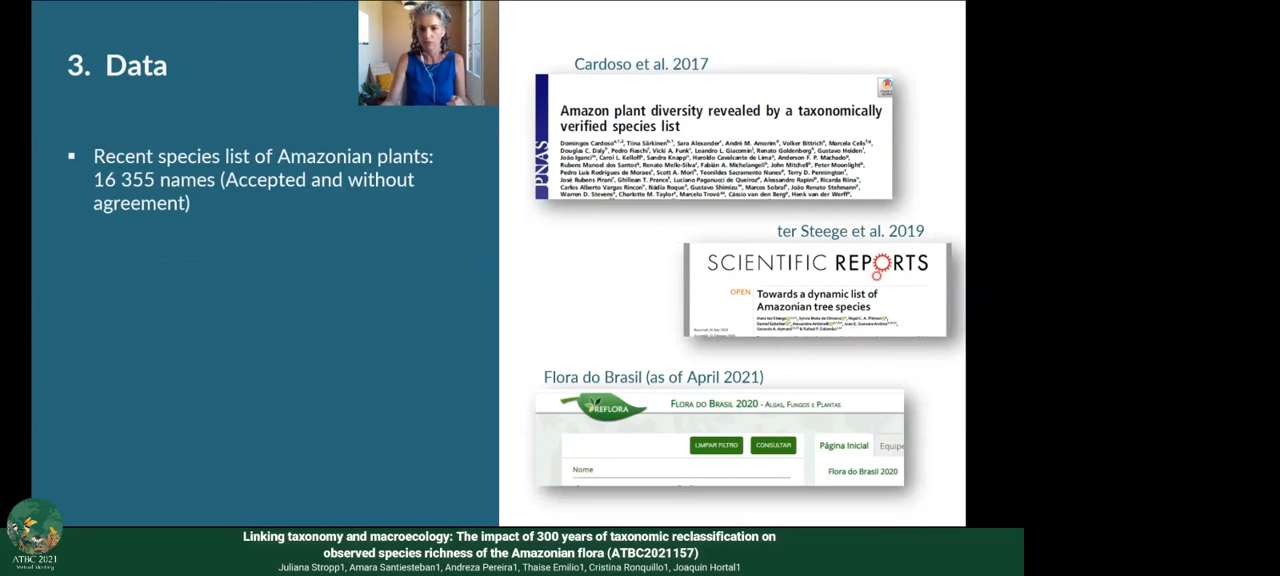 3. Data
▪ Recent species list of Amazonian plants:
16 355 names (Accepted and without
agreement)
Cardoso et al. 2017
PNAS
Amazon plant diversity revealed by a taxonomically
verified species list
Domingos Cardoso, Tiina Särkinen, Sara Alexander, André M. Amorim, Volker Bittrich, Marcela Celis,
Douglas C. Daly, Pedro Fiaschi, Vicki A. Funk, Leandro L. Giacomin, Renato Goldenberg, Gustavo Heiden,
João Iganci, Carol L. Kelloff, Sandra Knapp, Haroldo Cavalcante de Lima, Anderson F. P. Machado,
Rubens Manoel dos Santos, Renato Mello-Silva, Fabián A. Michelangeli, John Mitchell, Peter Moonlight,
Pedro Luís Rodrigues de Moraes, Scott A. Mori, Teonildes Sacramento Nunes, Terry D. Pennington,
José Rubens Pirani, Ghillean T. Prance, Luciano Paganucci de Queiroz, Alessandro Rapini, Ricarda Riina,
Carlos Alberto Vargas Rincon, Nádia Roque, Gustavo Shimizu, Marcos Sobral, João Renato Stehmann,
Warren D. Stevens, Charlotte M. Taylor, Marcelo Trovó, Cássio van den Berg, Henk van der Werff,
ter Steege et al. 2019
SCIENTIFIC REPORTS
OPEN
Towards a dynamic list of
Amazonian tree species
Flora do Brasil (as of April 2021)
REFLORA
FLORA DO BRASIL 2020 - ALGAS, FUNGOS E PLANTAS
LIMPAR FILTRO
CONSULTAR
Página Inicial
Equipe
Nome
Flora do Brasil 2020
ATBC 2021
Virtual Meeting
Linking taxonomy and macroecology: The impact of 300 years of taxonomic reclassification on
observed species richness of the Amazonian flora (ATBC2021157)
Juliana Stropp1, Amara Santiesteban1, Andreza Pereira1, Thaise Emilio1, Cristina Ronquillo1, Joaquín Hortal1